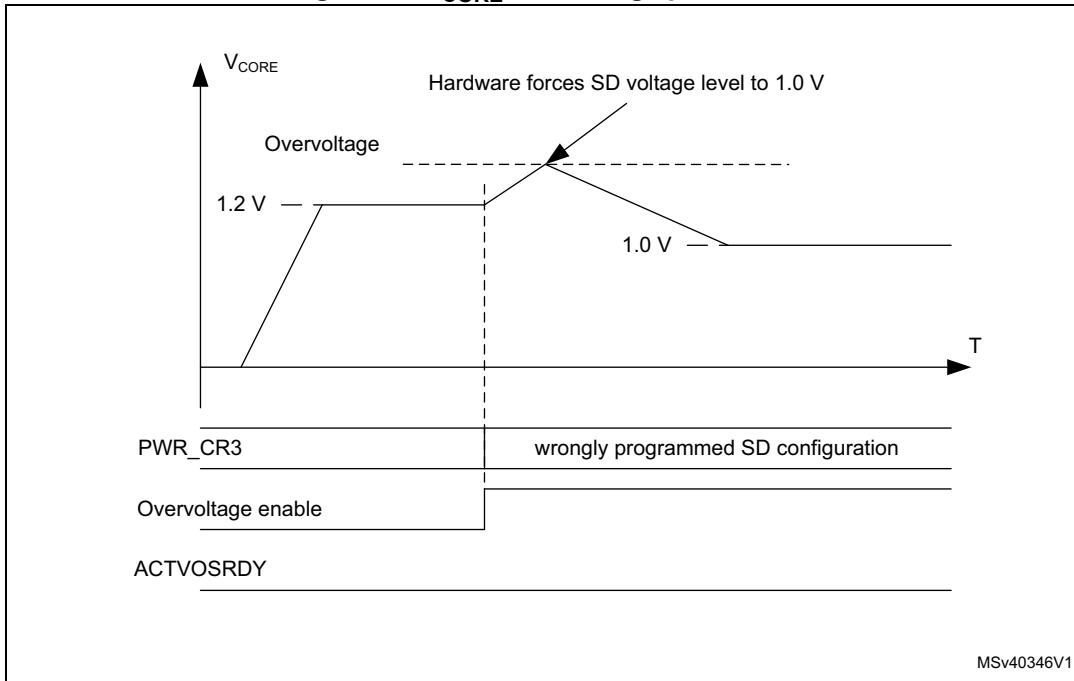 V CORE
Hardware forces SD voltage level to 1.0 V
Overvoltage
1.2 V
1.0 V
T
PWR_CR3
wrongly programmed SD configuration
Overvoltage enable
ACTVOSRDY
MSv40346V1